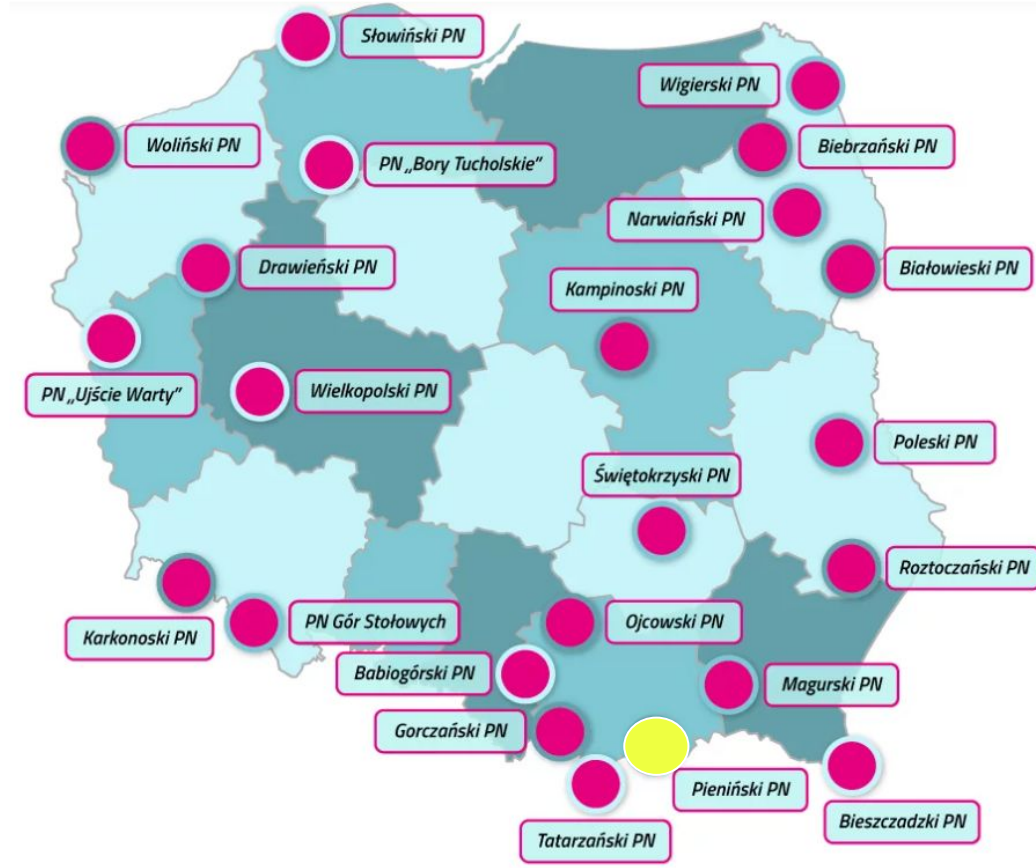 Słowiński PN
Wigierski PN
Woliński PN
Biebrzański PN
PN „Bory Tucholskie”
Narwiański PN
Drawieński PN
Białowieski PN
Kampinoski PN
PN „Ujście Warty”
Wielkopolski PN
Poleski PN
Świętokrzyski PN
Roztoczański PN
Karkonoski PN
PN Gór Stołowych
Ojcowski PN
Babiogórski PN
Magurski PN
Gorczański PN
Pieniński PN
Bieszczadzki PN
Tatarzański PN